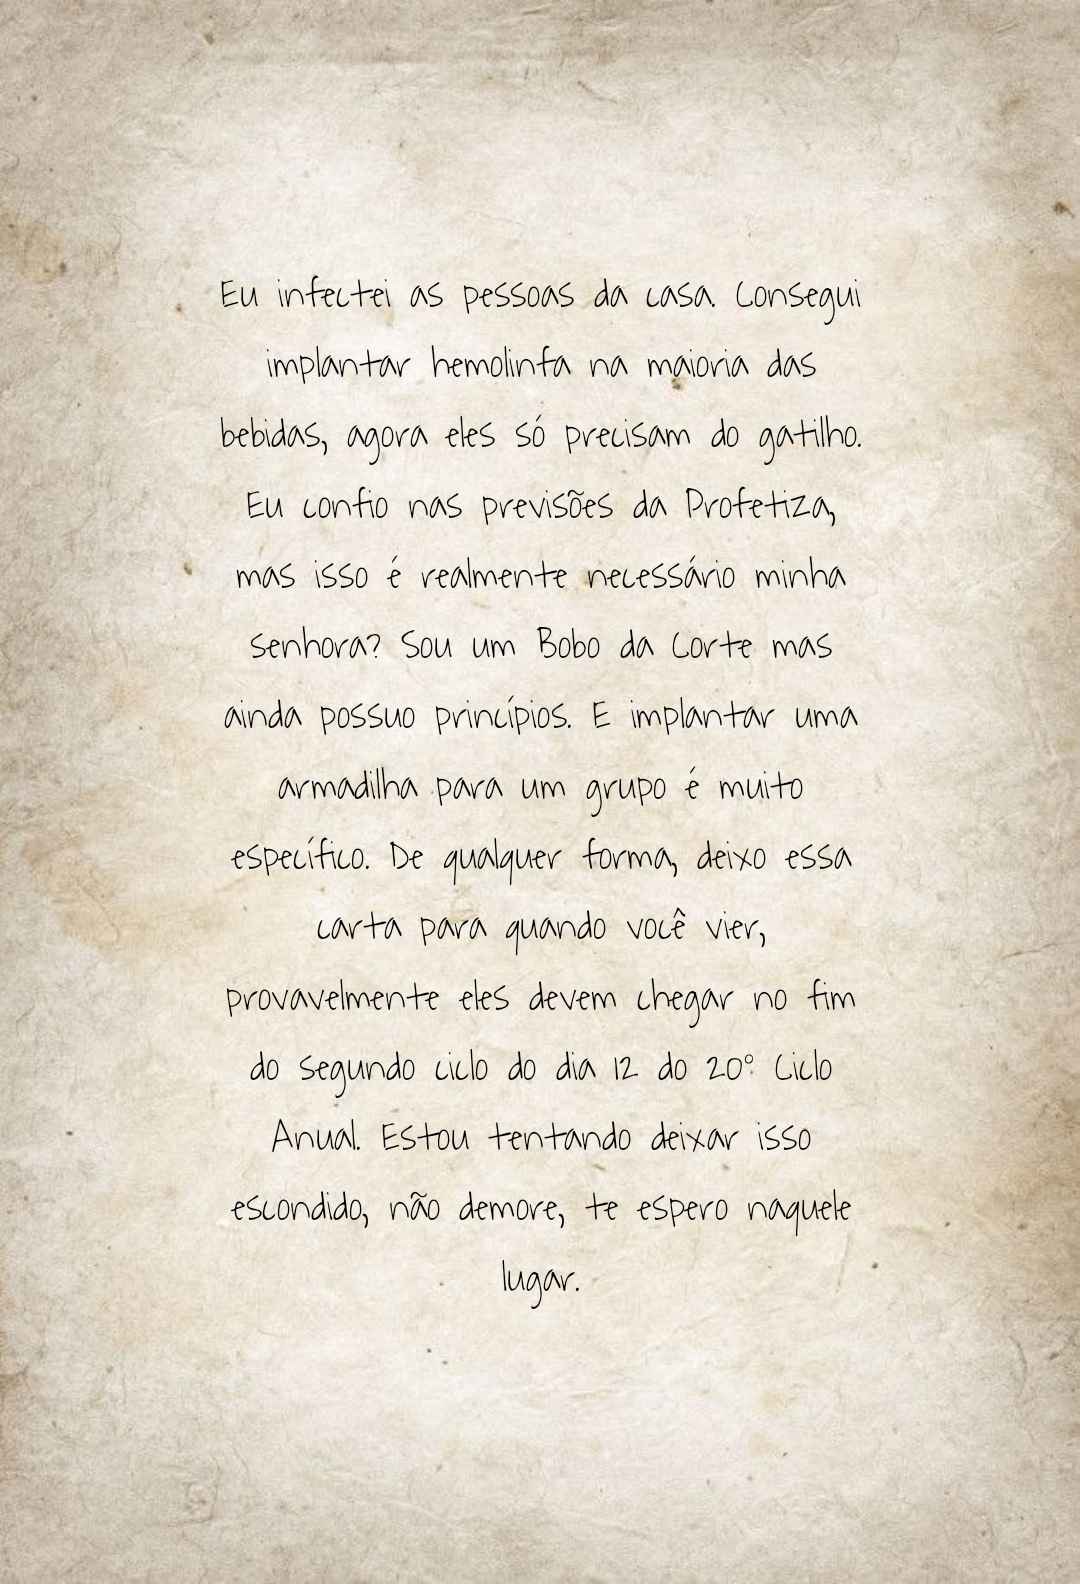 Eu infectei as pessoas da casa. Consegui
implantar hemolinfa na maioria das
bebidas, agora eles só precisam do gatilho.
Eu confio nas previsões da Profetiza,
mas isso é realmente necessário minha
senhora? Sou um Bobo da Corte mas
ainda possuo princípios. E implantar uma
armadilha para um grupo é muito
específico. De qualquer forma, deixo essa
carta para quando você vier,
provavelmente eles devem chegar no fim
do segundo ciclo do dia 12 do 20° Ciclo
Anual. Estou tentando deixar isso
escondido, não demore, te espero naquele
lugar.